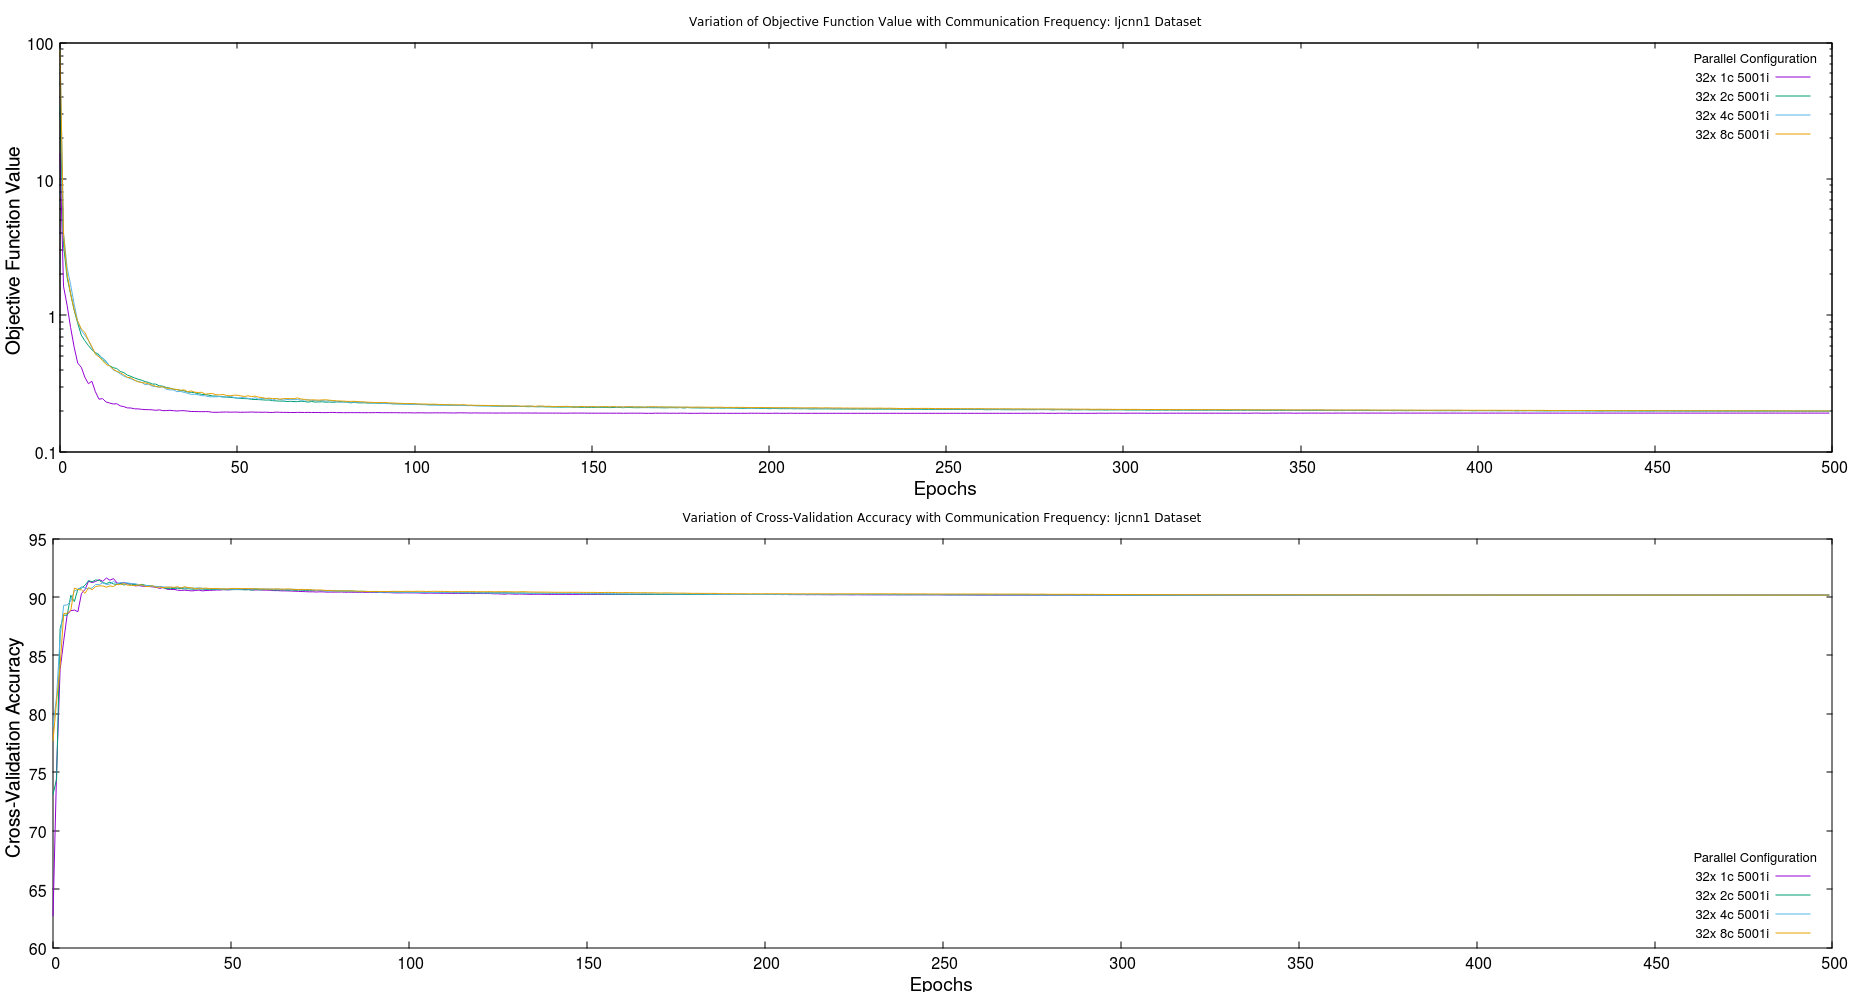 Variation of Objective Function Value with Communication Frequency: Ijcnn1 Dataset
100
10
1
0.1
Objective Function Value
Parallel Configuration
32x 1c 5001i
32x 2c 5001i
32x 4c 5001i
32x 8c 5001i
0 50 100 150 200 250 300 350 400 450 500
Epochs
Variation of Cross-Validation Accuracy with Communication Frequency: Ijcnn1 Dataset
95
90
85
80
75
70
65
60
Cross-Validation Accuracy
Parallel Configuration
32x 1c 5001i
32x 2c 5001i
32x 4c 5001i
32x 8c 5001i
0 50 100 150 200 250 300 350 400 450 500
Epochs